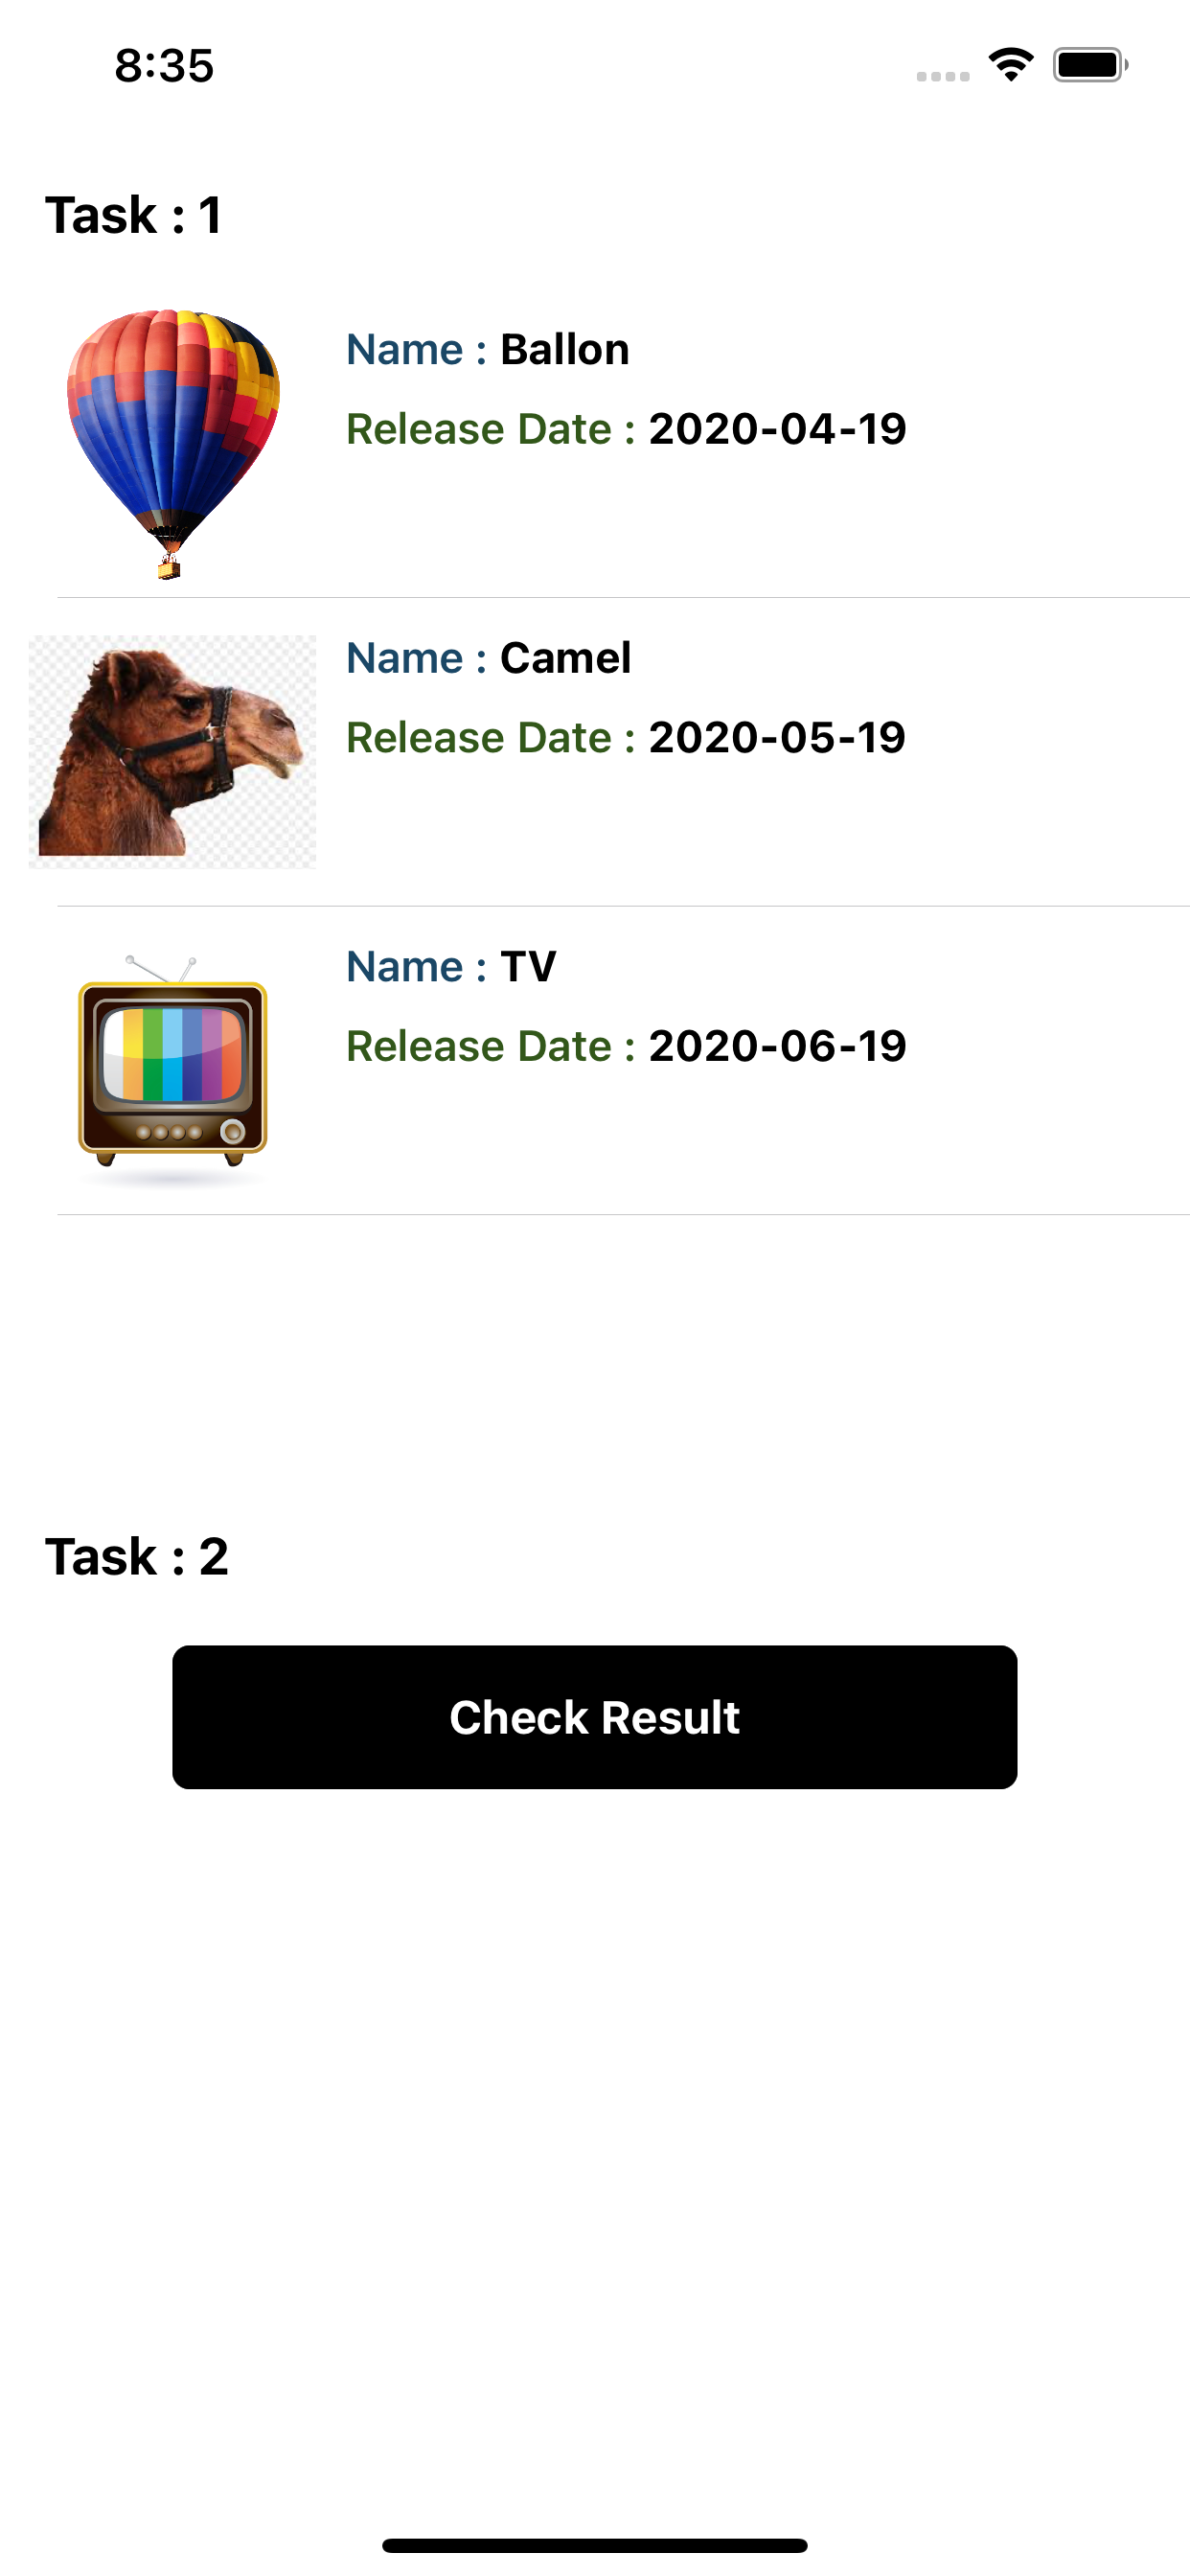 8:35
Task : 1
Name : Ballon
Release Date : 2020-04-19
Name : Camel
Release Date : 2020-05-19
Name : TV
Release Date : 2020-06-19
Task : 2
Check Result